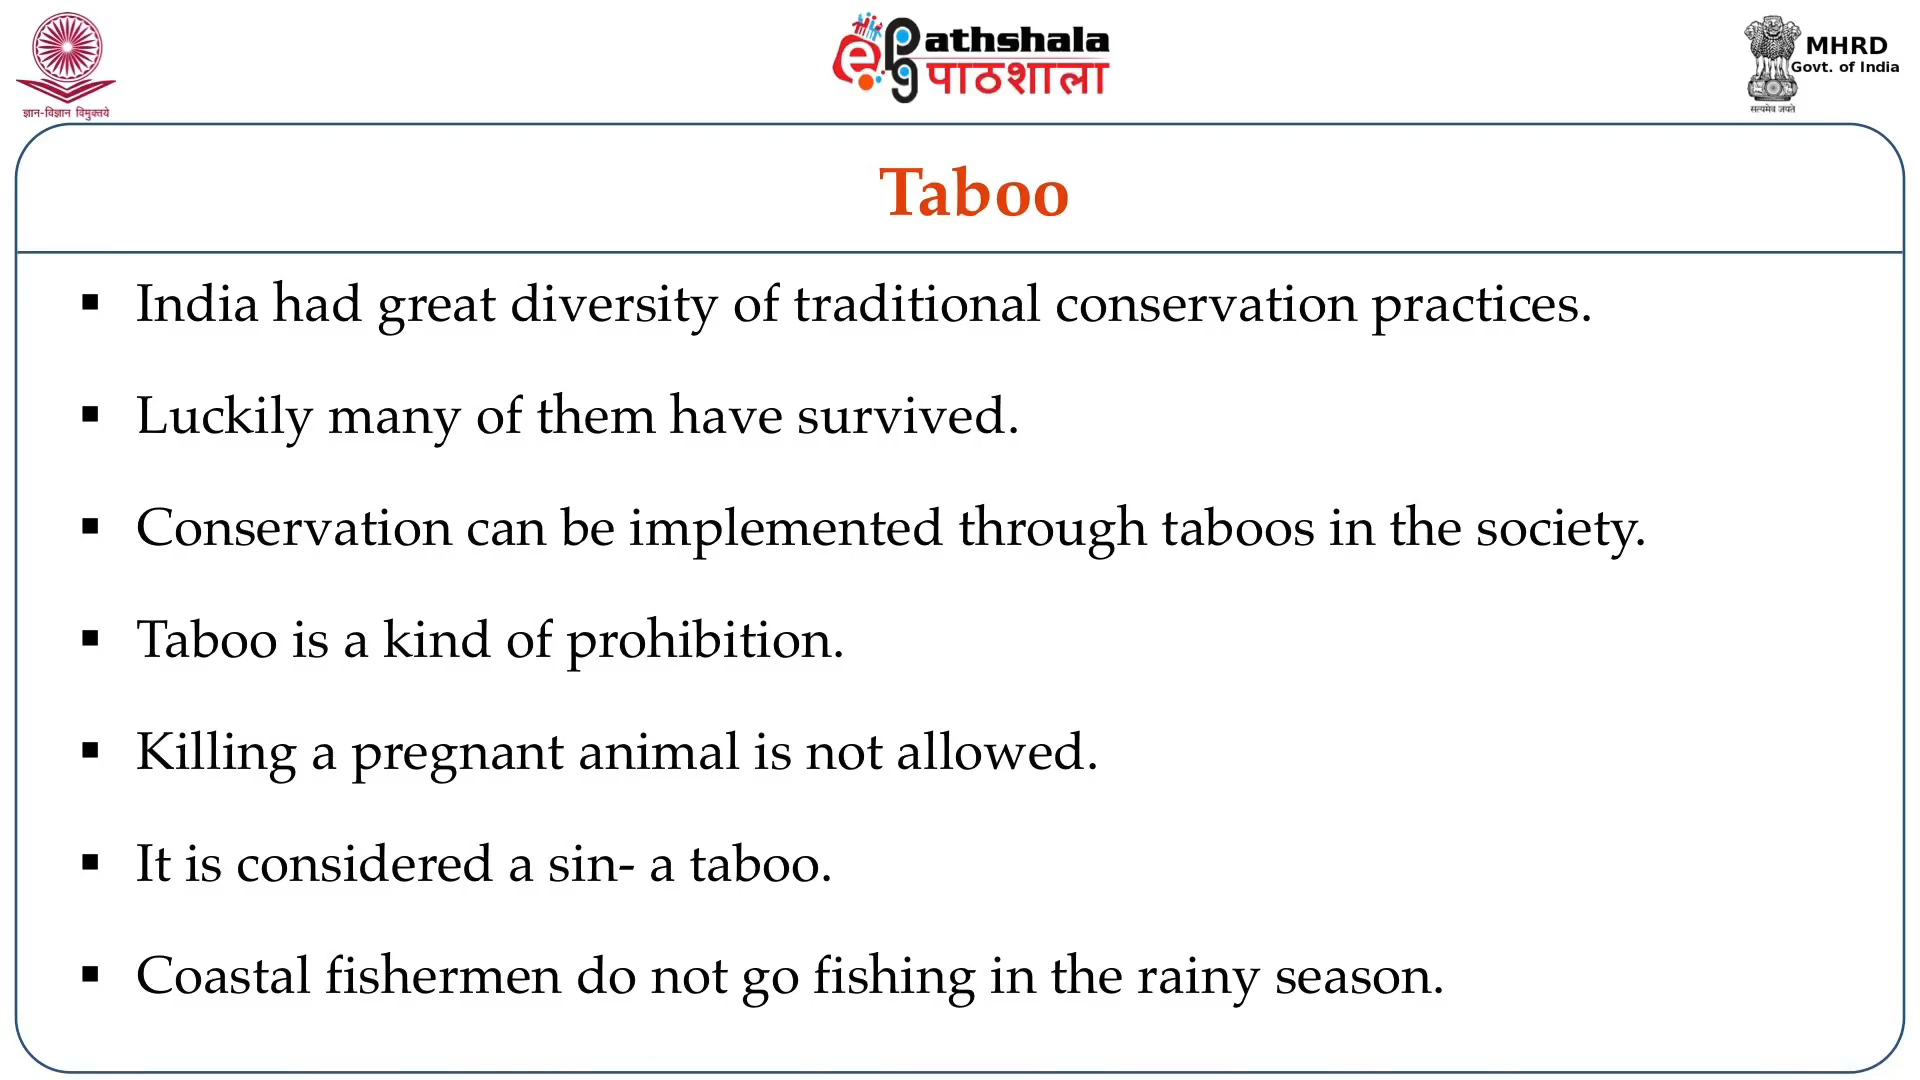 ज्ञान-विज्ञान विमुक्तये
ePathshala
पाठशाला
MHRD
Govt. of India
सत्यमेव जयते
Taboo
▪ India had great diversity of traditional conservation practices.
▪ Luckily many of them have survived.
▪ Conservation can be implemented through taboos in the society.
▪ Taboo is a kind of prohibition.
▪ Killing a pregnant animal is not allowed.
▪ It is considered a sin- a taboo.
▪ Coastal fishermen do not go fishing in the rainy season.